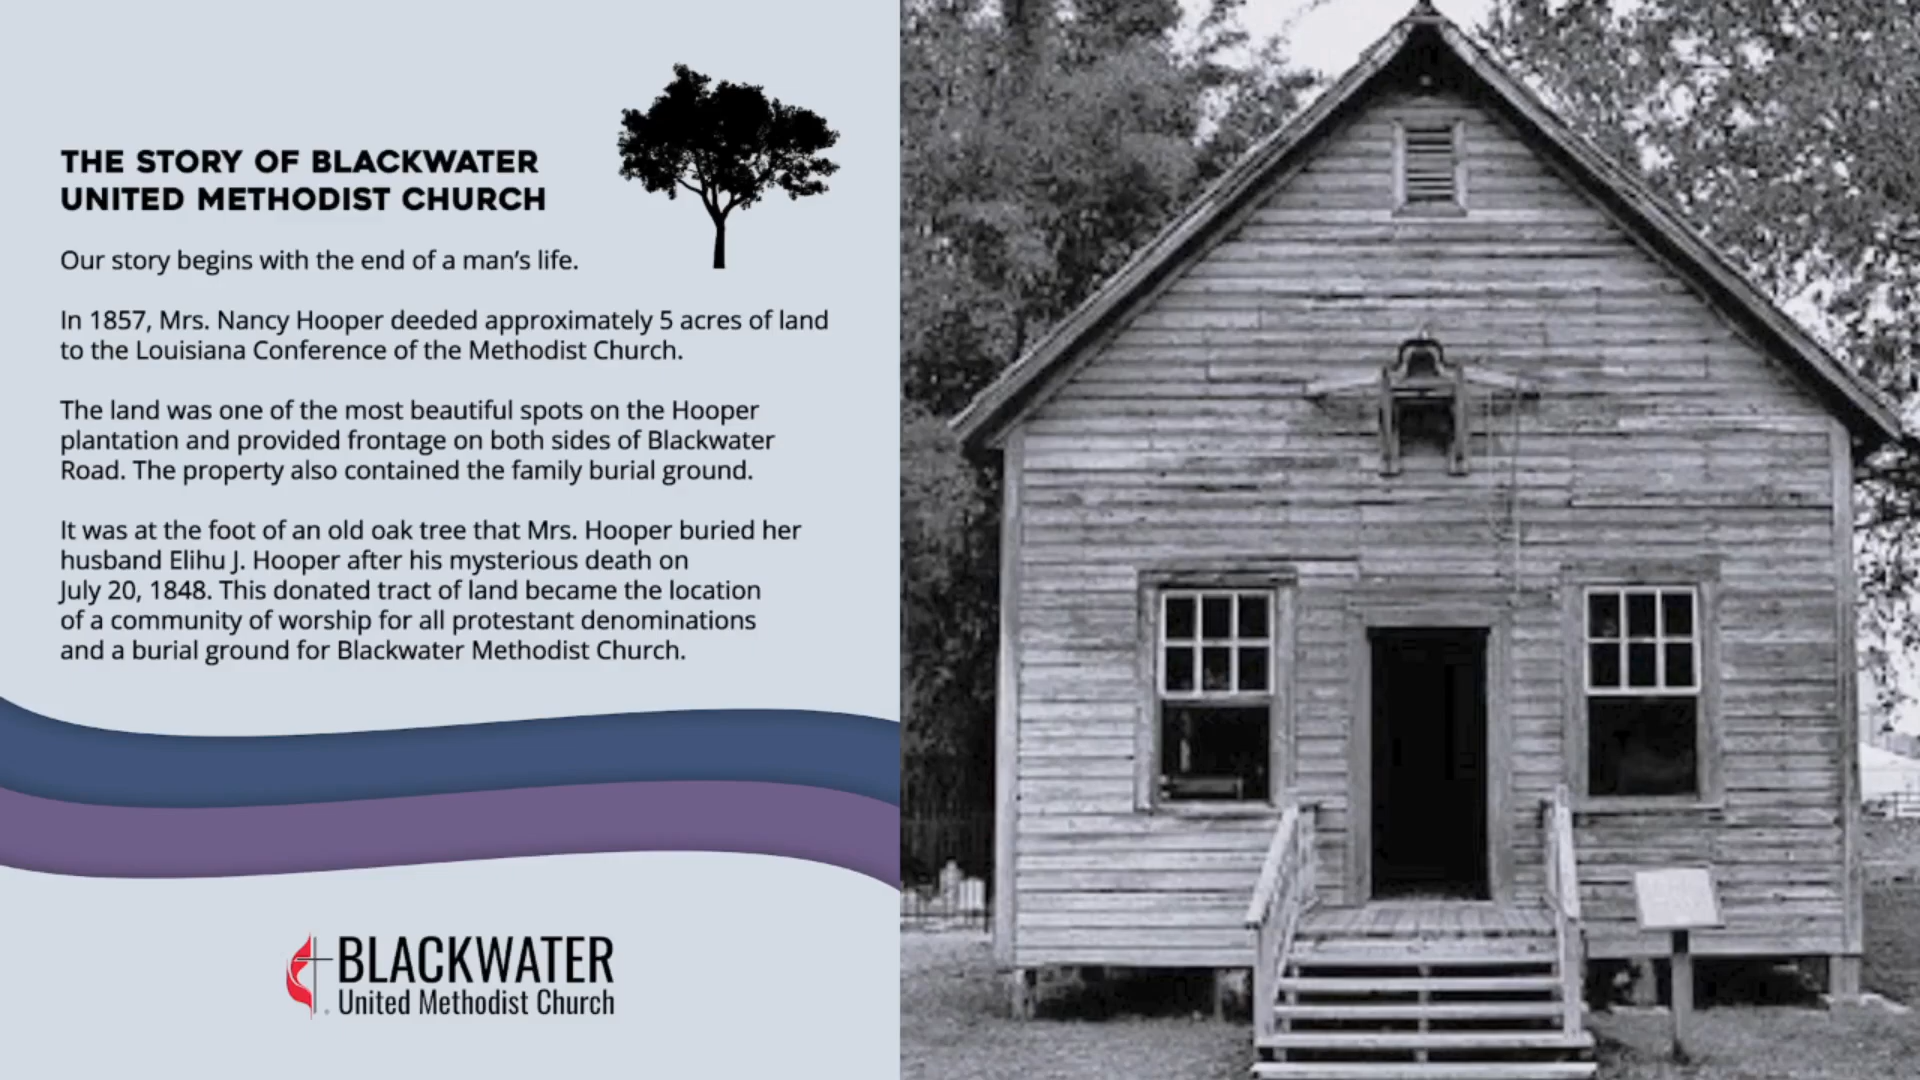 THE STORY OF BLACKWATER
UNITED METHODIST CHURCH
Our story begins with the end of a man’s life.
In 1857, Mrs. Nancy Hooper deeded approximately 5 acres of land
to the Louisiana Conference of the Methodist Church.
The land was one of the most beautiful spots on the Hooper
plantation and provided frontage on both sides of Blackwater
Road. The property also contained the family burial ground.
It was at the foot of an old oak tree that Mrs. Hooper buried her
husband Elihu J. Hooper after his mysterious death on
July 20, 1848. This donated tract of land became the location
of a community of worship for all protestant denominations
and a burial ground for Blackwater Methodist Church.
BLACKWATER
United Methodist Church